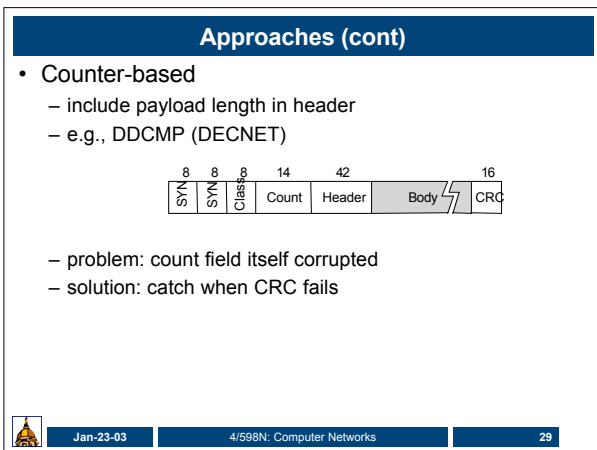 Approaches (cont)
• Counter-based
– include payload length in header
– e.g., DDCMP (DECNET)
8 8 8 14 42 16
SYN SYN Class Count Header Body CRC
– problem: count field itself corrupted
– solution: catch when CRC fails
Jan-23-03 4/598N: Computer Networks 29